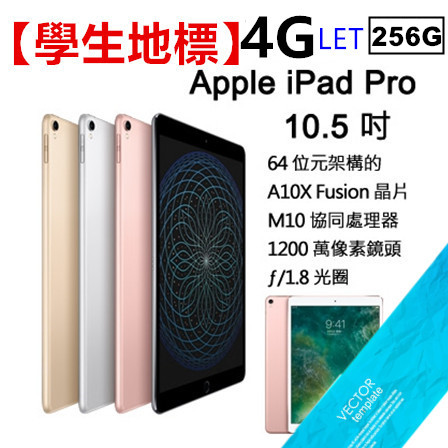 【學生地標】4G LET 256G
Apple iPad Pro
10.5 吋
64 位元架構的
A10X Fusion 晶片
M10 協同處理器
1200 萬像素鏡頭
ƒ/1.8 光圈
9:41
VECTOR
template